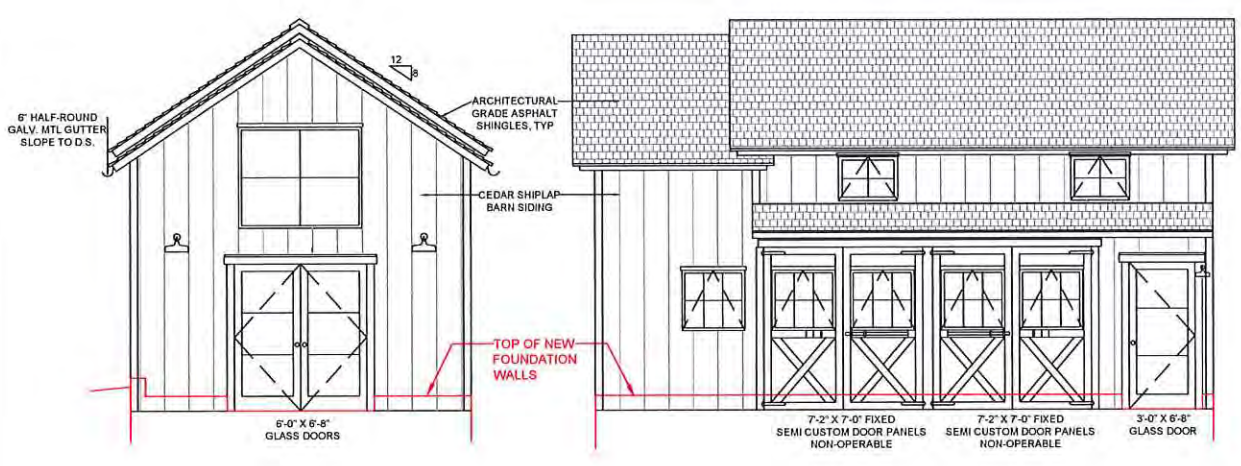 12
8
6" HALF-ROUND
GALV. MTL GUTTER
SLOPE TO D.S.
ARCHITECTURAL
GRADE ASPHALT
SHINGLES, TYP
CEDAR SHIPLAP
BARN SIDING
TOP OF NEW
FOUNDATION
WALLS
6'-0" X 6'-8"
GLASS DOORS
7'-2" X 7'-0" FIXED
SEMI CUSTOM DOOR PANELS
NON-OPERABLE
7'-2" X 7'-0" FIXED
SEMI CUSTOM DOOR PANELS
NON-OPERABLE
3'-0" X 6'-8"
GLASS DOOR